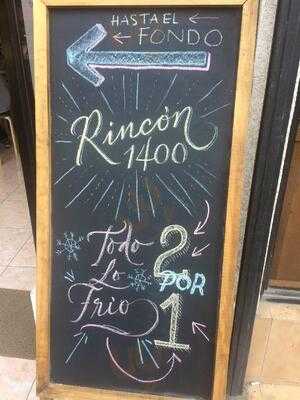 HASTA EL
FONDO
Rincón
1400
Todo
Lo
Frio
2
POR
1